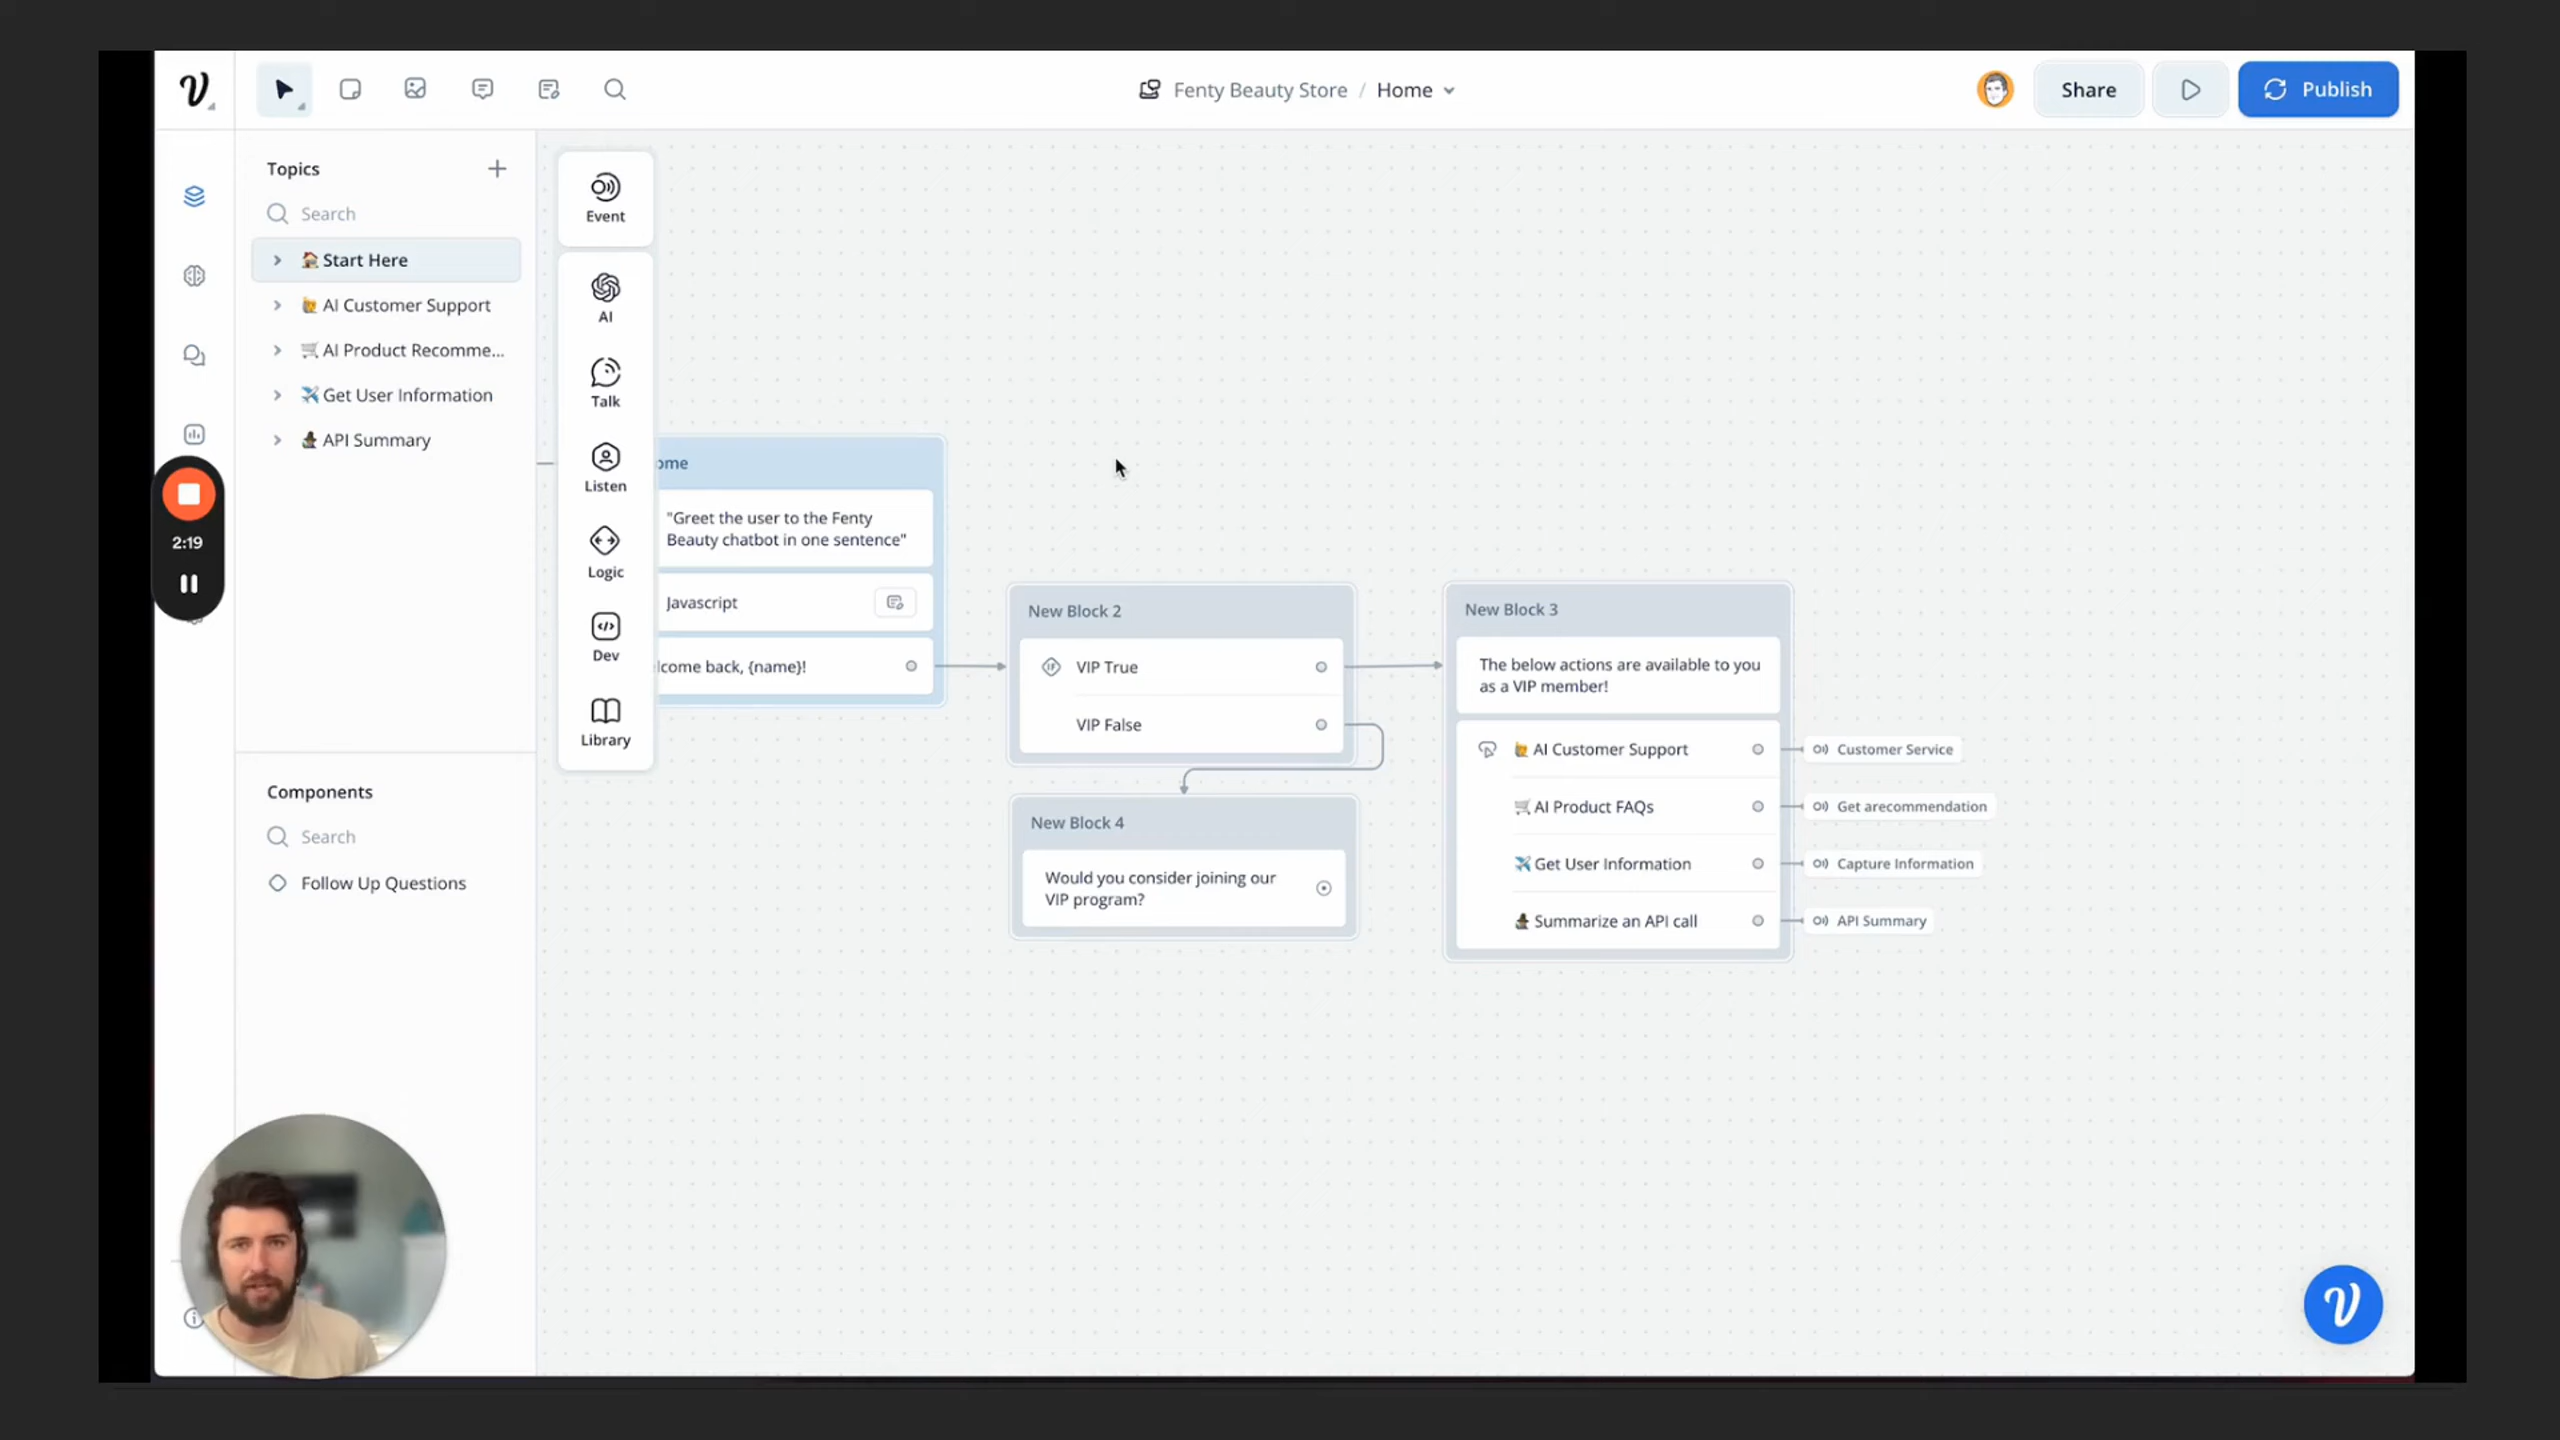 Fenty Beauty Store / Home
Share
Publish
Topics
Search
Start Here
AI Customer Support
AI Product Recomme...
Get User Information
API Summary
2:19
Components
Search
Follow Up Questions
Event
AI
Talk
Listen
Logic
Dev
Library
ome
"Greet the user to the Fenty
Beauty chatbot in one sentence"
Javascript
lcome back, {name}!
New Block 2
VIP True
VIP False
New Block 4
Would you consider joining our
VIP program?
New Block 3
The below actions are available to you
as a VIP member!
AI Customer Support
Customer Service
AI Product FAQs
Get arecommendation
Get User Information
Capture Information
Summarize an API call
API Summary